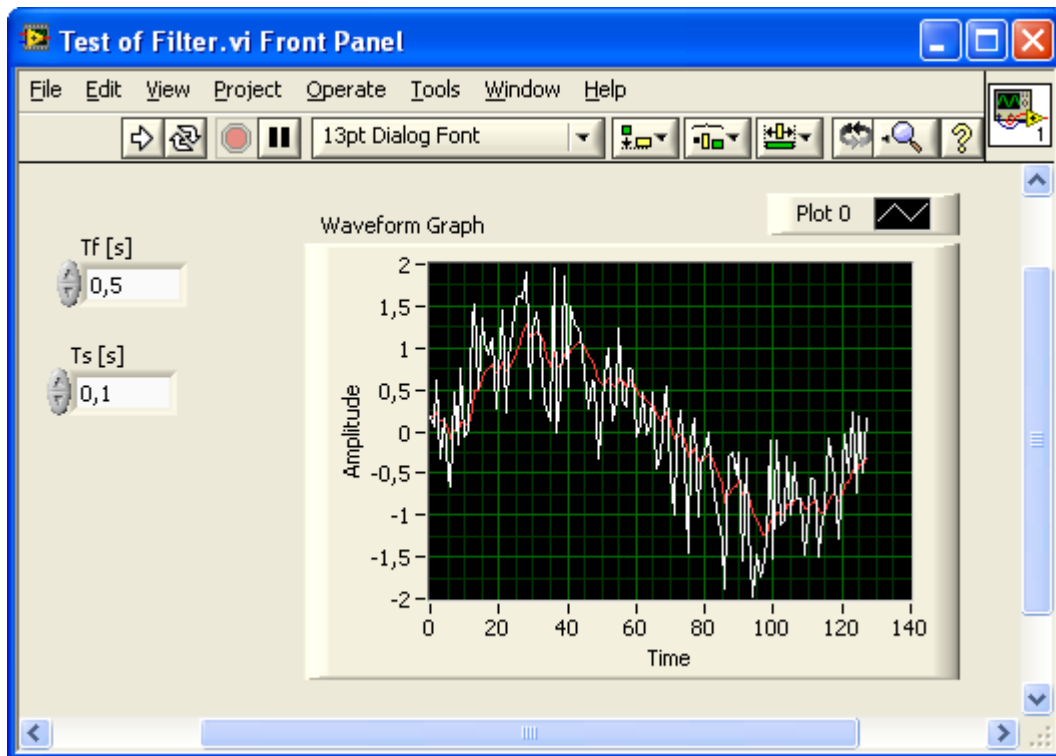 Test of Filter.vi Front Panel
File Edit View Project Operate Tools Window Help
13pt Dialog Font
1
Tf [s]
0,5
Ts [s]
0,1
Waveform Graph
Plot 0
Amplitude
2
1,5
1
0,5
0
-0,5
-1
-1,5
-2
0 20 40 60 80 100 120 140
Time